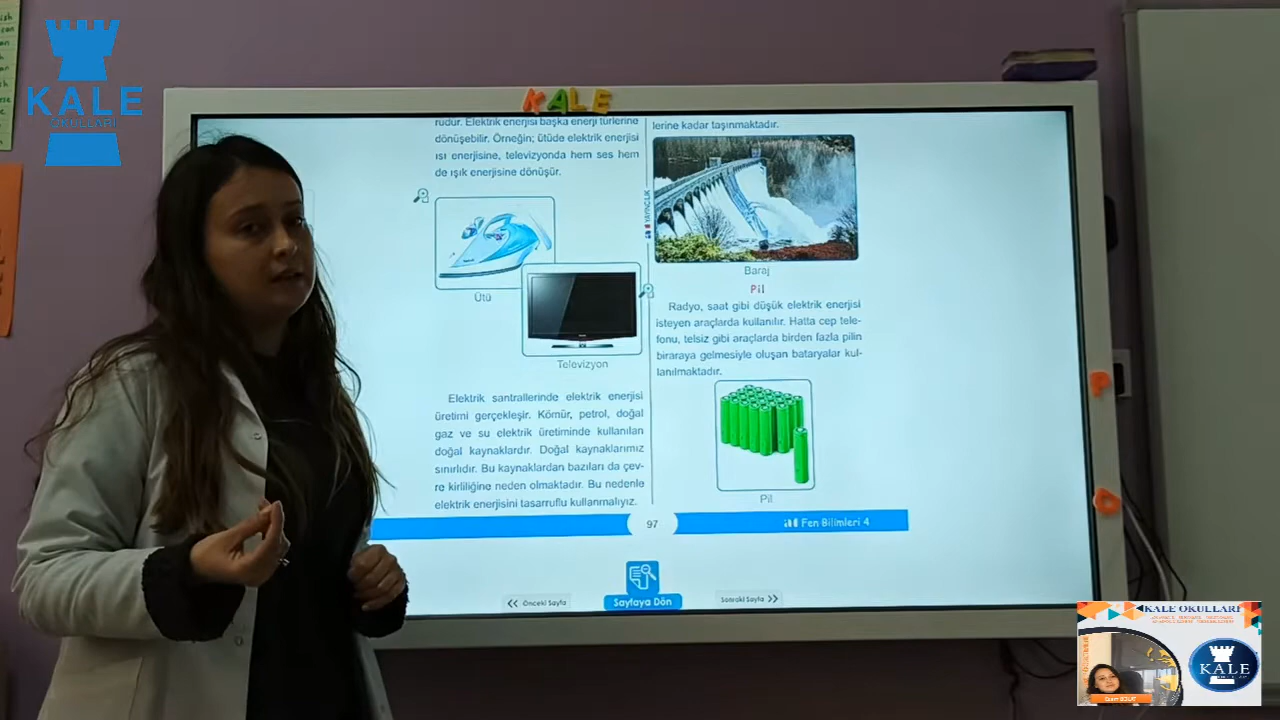 KALE
OKULLARI
KALE
rüdür. Elektrik enerjisi başka enerji türlerine
dönüşebilir. Örneğin; ütüde elektrik enerjisi
ısı enerjisine, televizyonda hem ses hem
de ışık enerjisine dönüşür.
Ütü
Televizyon
Elektrik santrallerinde elektrik enerjisi
üretimi gerçekleşir. Kömür, petrol, doğal
gaz ve su elektrik üretiminde kullanılan
doğal kaynaklardır. Doğal kaynaklarımız
sınırlıdır. Bu kaynaklardan bazıları da çev-
re kirliliğine neden olmaktadır. Bu nedenle
elektrik enerjisini tasarruflu kullanmalıyız.
YAYINCILIK
lerine kadar taşınmaktadır.
Baraj
Pil
Radyo, saat gibi düşük elektrik enerjisi
isteyen araçlarda kullanılır. Hatta cep tele-
fonu, telsiz gibi araçlarda birden fazla pilin
biraraya gelmesiyle oluşan bataryalar kul-
lanılmaktadır.
Pil
97
Fen Bilimleri 4
Önceki Sayfa
Sayfaya Dön
Sonraki Sayfa
KALE OKULLARI
KALE